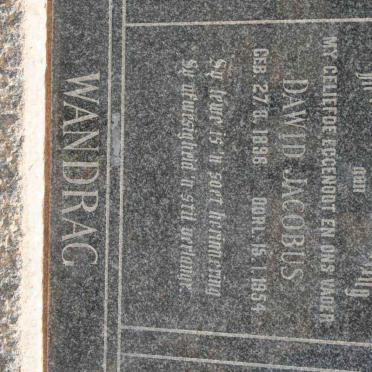 MY GELIEFDE EGGENOOT EN ONS VADER
DAWID JACOBUS
GEB. 27.8.1898 OORL. 15.1.1954
Sy lewe is 'n soet herinnering
Sy afwesigheid 'n stil verlange.
WANDRAG